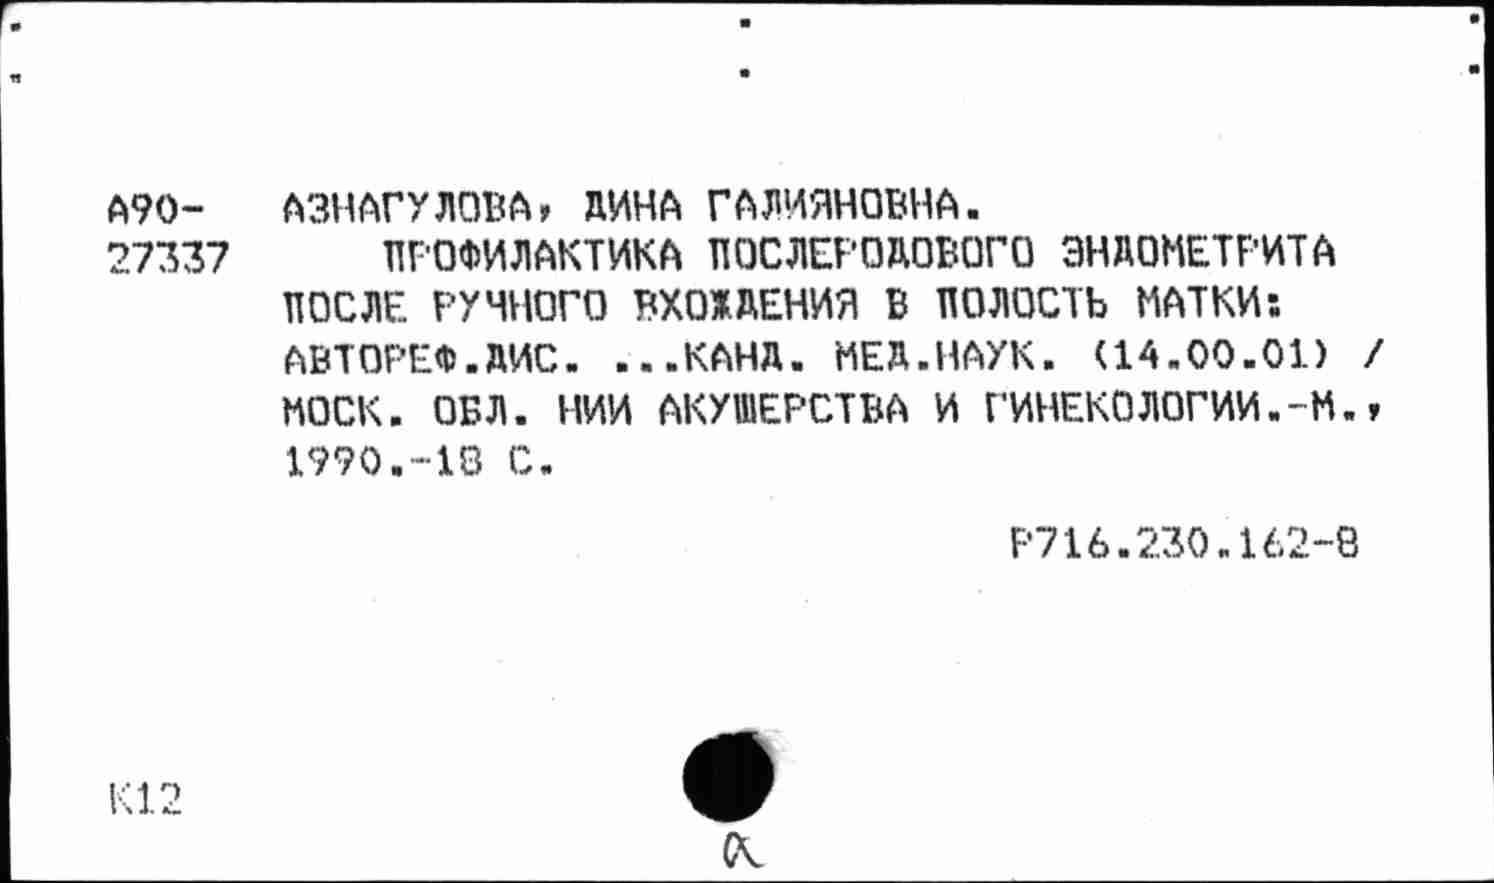 А90- АЗНАГУЛОВА, ДИНА ГАЛИЯНОВНА.
27337 ПРОФИЛАКТИКА ПОСЛЕРОДОВОГО ЭНДОМЕТРИТА
ПОСЛЕ РУЧНОГО ВХОЖДЕНИЯ В ПОЛОСТЬ МАТКИ:
АВТОРЕФ.ДИС. ...КАНД. МЕД.НАУК. (14.00.01) /
МОСК. ОБЛ. НИИ АКУШЕРСТВА И ГИНЕКОЛОГИИ.-М.,
1990.-18 С.
Р716.230.162-8
К12
а